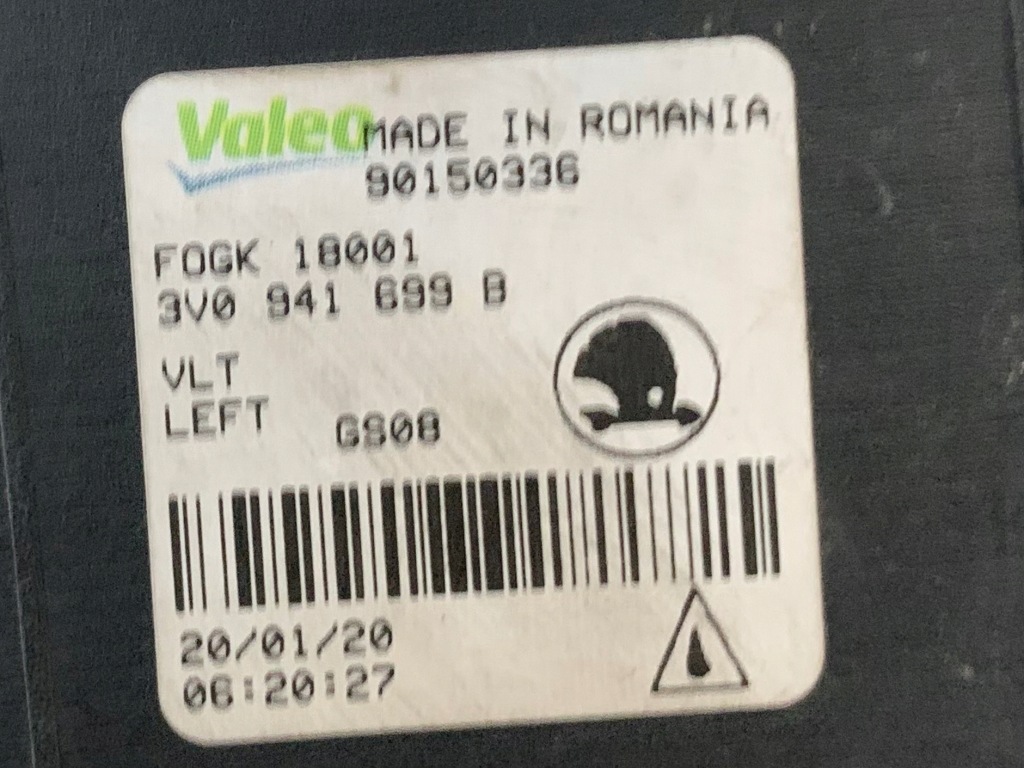 Valeo MADE IN ROMANIA
90150336
FOGK 18001
3V0 941 699 B
VLT
LEFT GS08
20/01/20
06:20:27